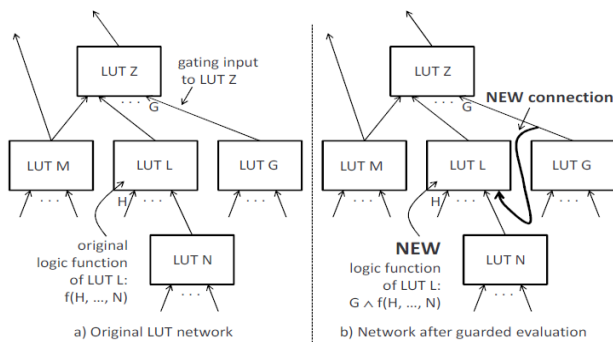 LUT Z
gating input
to LUT Z
. . .
G
LUT M
LUT L
LUT G
. . .
H
. . .
. . .
original
logic function
of LUT L:
f(H, ..., N)
LUT N
. . .
a) Original LUT network
LUT Z
NEW connection
. . .
G
LUT M
LUT L
LUT G
. . .
H
. . .
. . .
NEW
logic function
of LUT L:
G ∧ f(H, ..., N)
LUT N
. . .
b) Network after guarded evaluation